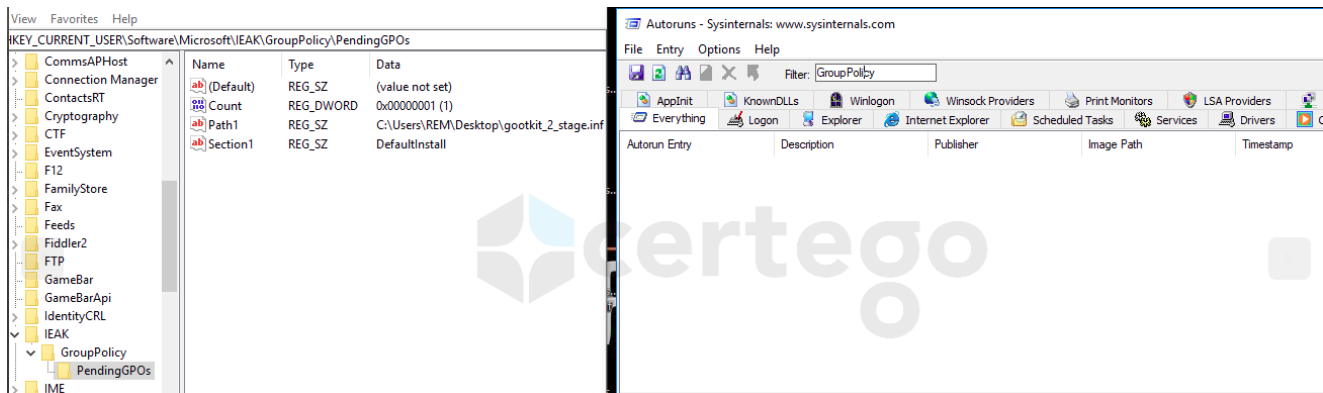 View Favorites Help
HKEY_CURRENT_USER\Software\Microsoft\IEAK\GroupPolicy\PendingGPOs
CommsAPHost
Connection Manager
ContactsRT
Cryptography
CTF
EventSystem
F12
FamilyStore
Fax
Feeds
Fiddler2
FTP
GameBar
GameBarApi
IdentityCRL
IEAK
GroupPolicy
PendingGPOs
IME
Name Type Data
(Default) REG_SZ (value not set)
Count REG_DWORD 0x00000001 (1)
Path1 REG_SZ C:\Users\REM\Desktop\gootkit_2_stage.inf
Section1 REG_SZ DefaultInstall
Autoruns - Sysinternals: www.sysinternals.com
File Entry Options Help
Filter: GroupPolicy
AppInit KnownDLLs Winlogon Winsock Providers Print Monitors LSA Providers
Everything Logon Explorer Internet Explorer Scheduled Tasks Services Drivers
Autorun Entry Description Publisher Image Path Timestamp
certego